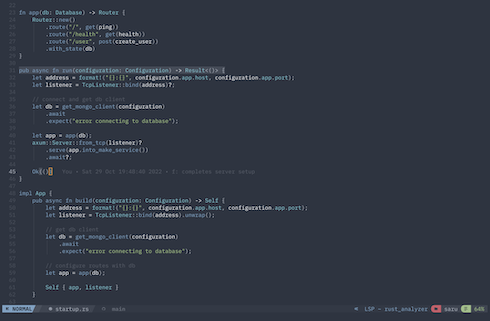 fn app(db: Database) -> Router {
Router::new()
.route("/", get(ping))
.route("/health", get(health))
.route("/user", post(create_user))
.with_state(db)
}
pub async fn run(configuration: Configuration) -> Result<()> {
let address = format!("{}:{}", configuration.app.host, configuration.app.port);
let listener = TcpListener::bind(address)?;
// connect and get db client
let db = get_mongo_client(configuration)
.await
.expect("error connecting to database");
let app = app(db);
axum::Server::from_tcp(listener)?
.serve(app.into_make_service())
.await?;
45 Ok(()) You - Sat 29 Oct 19:48:40 2022 • completes server setup
}
impl App {
pub async fn build(configuration: Configuration) -> Self {
let address = format!("{}:{}", configuration.app.host, configuration.app.port);
let listener = TcpListener::bind(address).unwrap();
// get db client
let db = get_mongo_client(configuration)
.await
.expect("error connecting to database");
// configure routes with db
let app = app(db);
Self { app, listener }
}
NORMAL startup.rs main LSP - rust_analyzer saru 64%